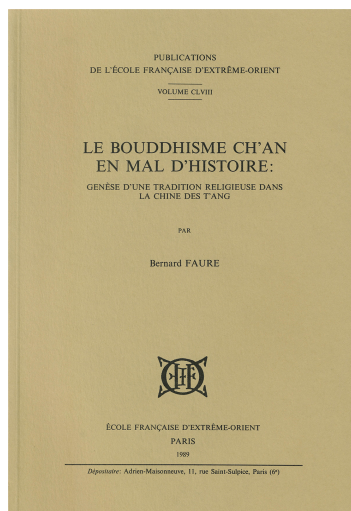 PUBLICATIONS
DE L'ÉCOLE FRANÇAISE D'EXTRÊME-ORIENT
VOLUME CLVIII
LE BOUDDHISME CH'AN
EN MAL D'HISTOIRE:
GENÈSE D'UNE TRADITION RELIGIEUSE DANS
LA CHINE DES T'ANG
PAR
Bernard FAURE
ÉCOLE FRANÇAISE D'EXTRÊME-ORIENT
PARIS
1989
Dépositaire: Adrien-Maisonneuve, 11, rue Saint-Sulpice, Paris (6e)